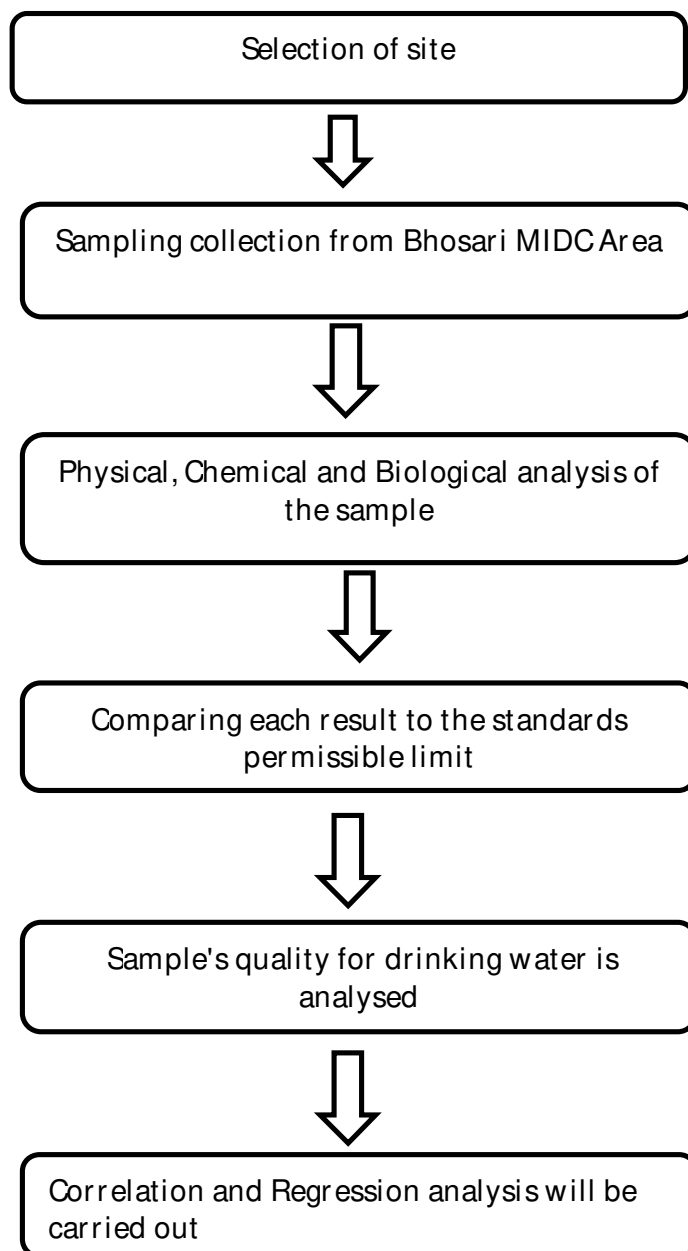 Selection of site
Sampling collection from Bhosari MIDC Area
Physical, Chemical and Biological analysis of
the sample
Comparing each result to the standards
permissible limit
Sample's quality for drinking water is
analysed
Correlation and Regression analysis will be
carried out